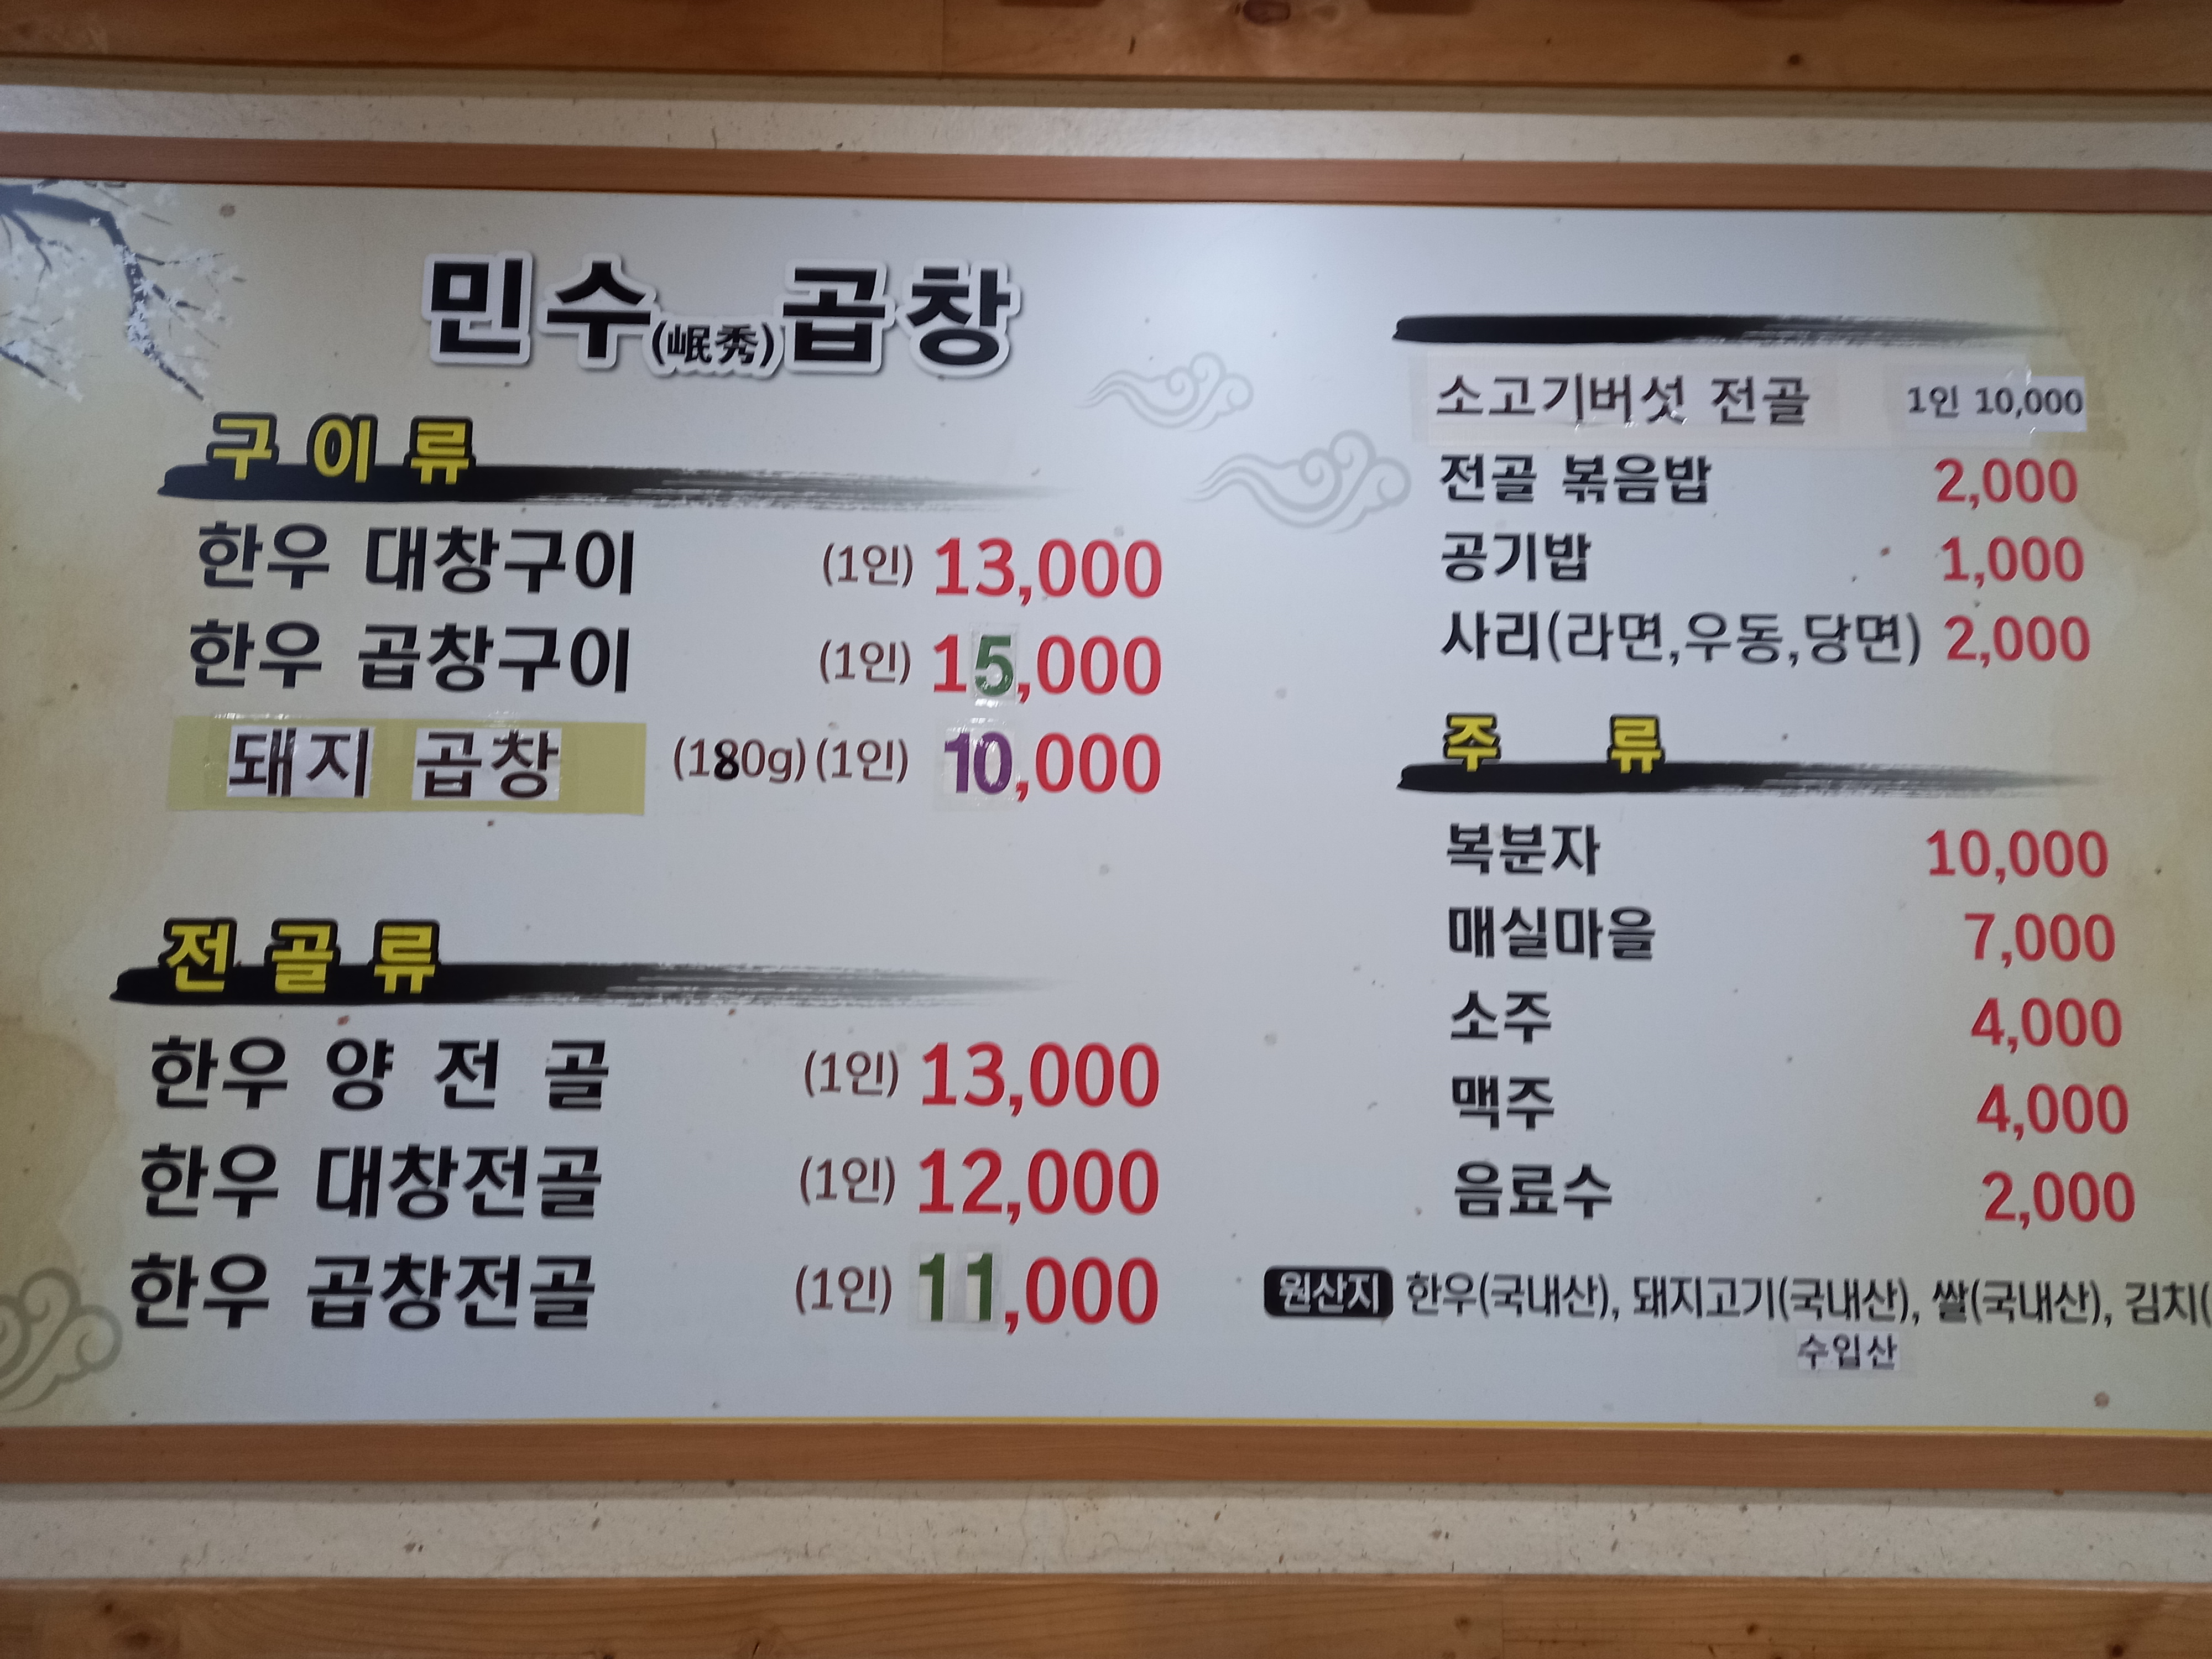 민수(岷秀)곱창
구이류
한우 대창구이 (1인) 13,000
한우 곱창구이 (1인) 15,000
돼지 곱창 (180g)(1인) 10,000
전골류
한우 양 전 골 (1인) 13,000
한우 대창전골 (1인) 12,000
한우 곱창전골 (1인) 11,000
소고기버섯 전골 1인 10,000
전골 볶음밥 2,000
공기밥 1,000
사리(라면,우동,당면) 2,000
주 류
복분자 10,000
매실마을 7,000
소주 4,000
맥주 4,000
음료수 2,000
원산지 한우(국내산), 돼지고기(국내산), 쌀(국내산), 김치(
수입산